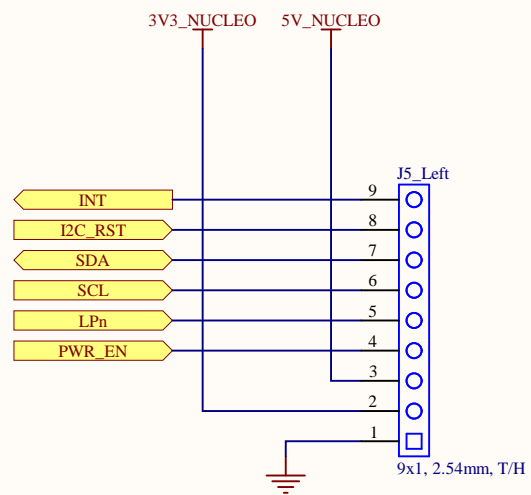 3V3_NUCLEO 5V_NUCLEO
J5_Left
INT 9
I2C_RST 8
SDA 7
SCL 6
LPn 5
PWR_EN 4
3
2
1
9x1, 2.54mm, T/H